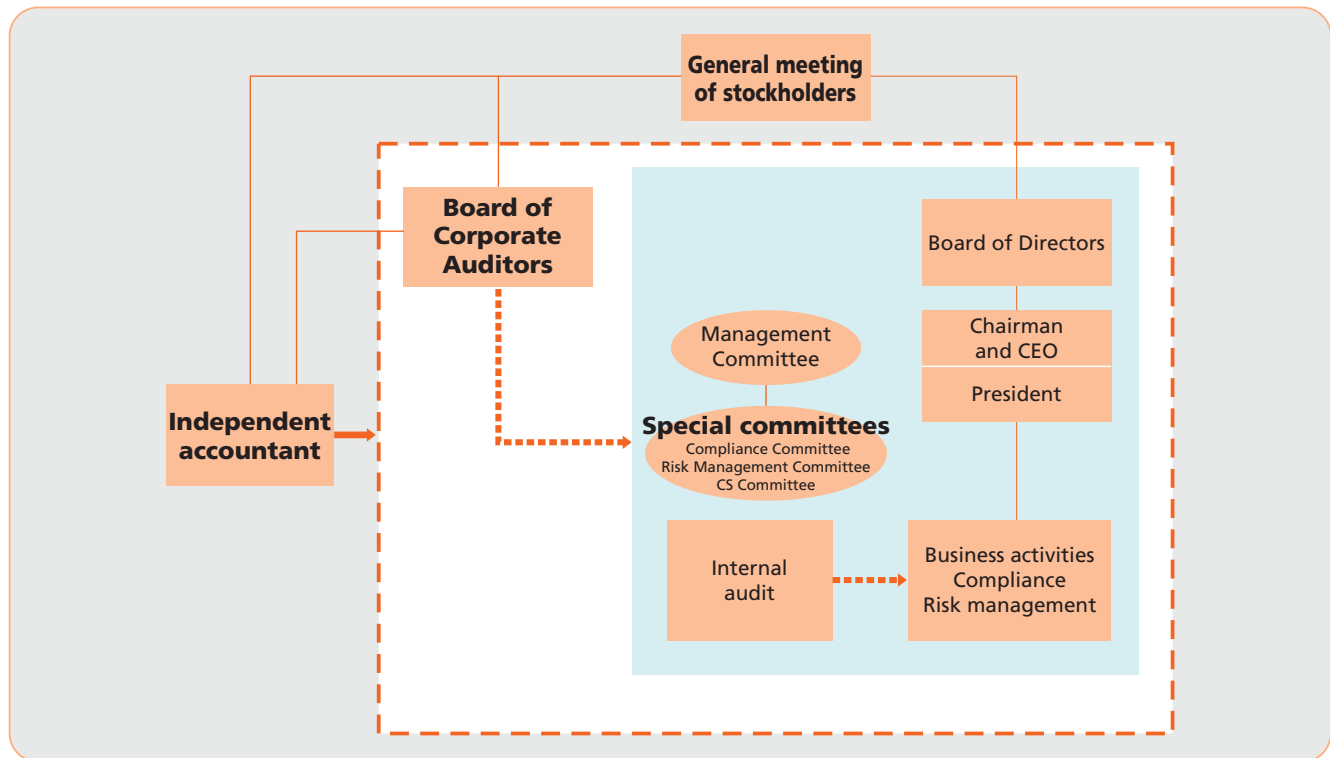 General meeting
of stockholders
Board of
Corporate
Auditors
Board of Directors
Management
Committee
Chairman
and CEO
President
Independent
accountant
Special committees
Compliance Committee
Risk Management Committee
CS Committee
Internal
audit
Business activities
Compliance
Risk management